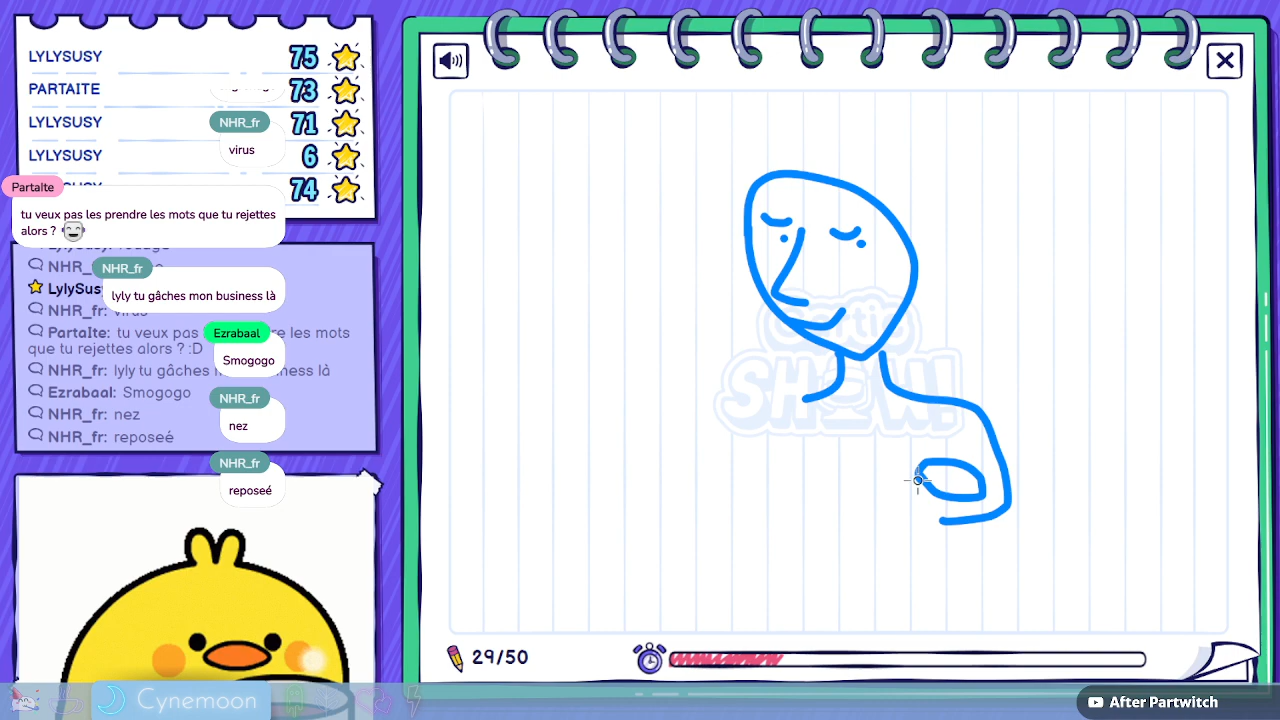 LYLYSUSY 75
PARTAITE 73
LYLYSUSY 71
LYLYSUSY 6
74
NHR_fr
virus
PartaIte
tu veux pas les prendre les mots que tu rejettes
alors ?
NHR_fr
lyly tu gâches mon business là
Ezrabaal
Smogogo
NHR_fr
nez
NHR_fr
reposeé
LylySus
NHR_fr: virus
PartaIte: tu veux pas les mots
que tu rejettes alors ? :D
NHR_fr: lyly tu gâches là
Ezrabaal: Smogogo
NHR_fr: nez
NHR_fr: reposeé
Gartic
SHOW!
29/50
Cynemoon
After Partwitch